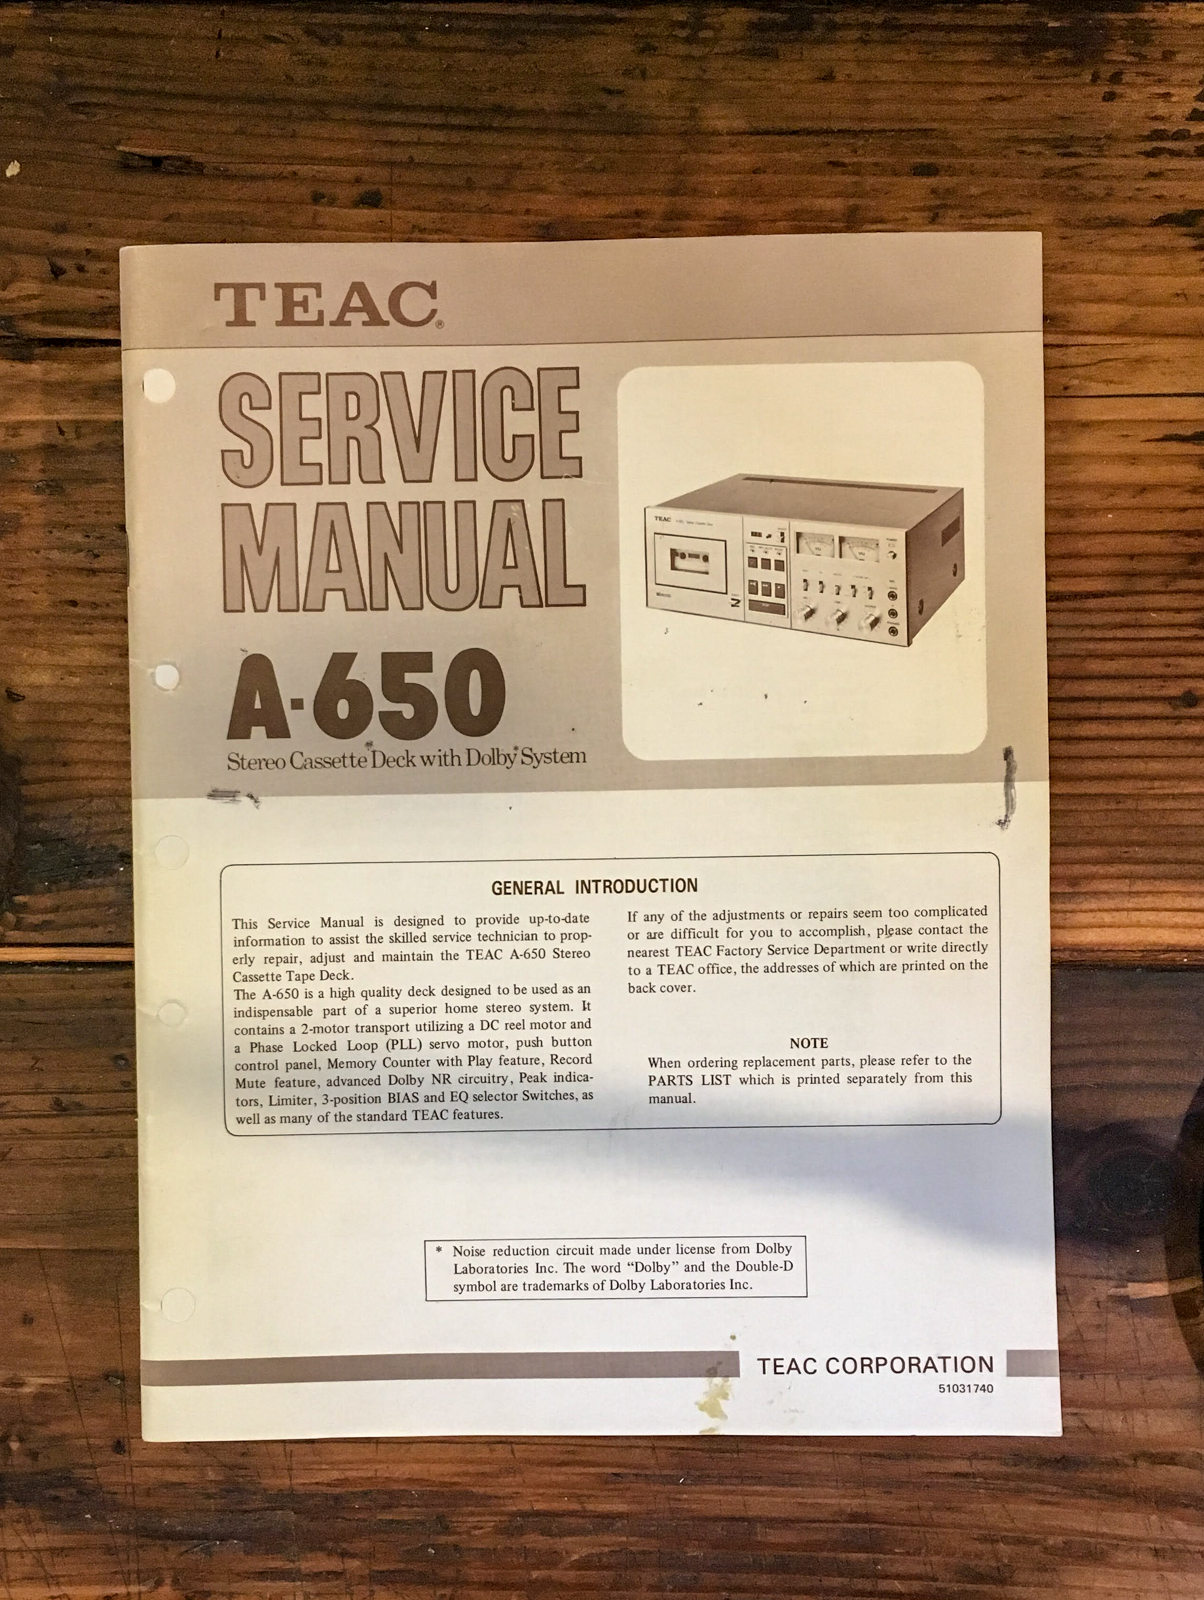 TEAC®
SERVICE
MANUAL
A-650
Stereo Cassette Deck with Dolby* System
TEAC
GENERAL INTRODUCTION
This Service Manual is designed to provide up-to-date
information to assist the skilled service technician to prop-
erly repair, adjust and maintain the TEAC A-650 Stereo
Cassette Tape Deck.
The A-650 is a high quality deck designed to be used as an
indispensable part of a superior home stereo system. It
contains a 2-motor transport utilizing a DC reel motor and
a Phase Locked Loop (PLL) servo motor, push button
control panel, Memory Counter with Play feature, Record
Mute feature, advanced Dolby NR circuitry, Peak indica-
tors, Limiter, 3-position BIAS and EQ selector Switches, as
well as many of the standard TEAC features.
If any of the adjustments or repairs seem too complicated
or are difficult for you to accomplish, please contact the
nearest TEAC Factory Service Department or write directly
to a TEAC office, the addresses of which are printed on the
back cover.
NOTE
When ordering replacement parts, please refer to the
PARTS LIST which is printed separately from this
manual.
* Noise reduction circuit made under license from Dolby
Laboratories Inc. The word “Dolby” and the Double-D
symbol are trademarks of Dolby Laboratories Inc.
TEAC CORPORATION
51031740